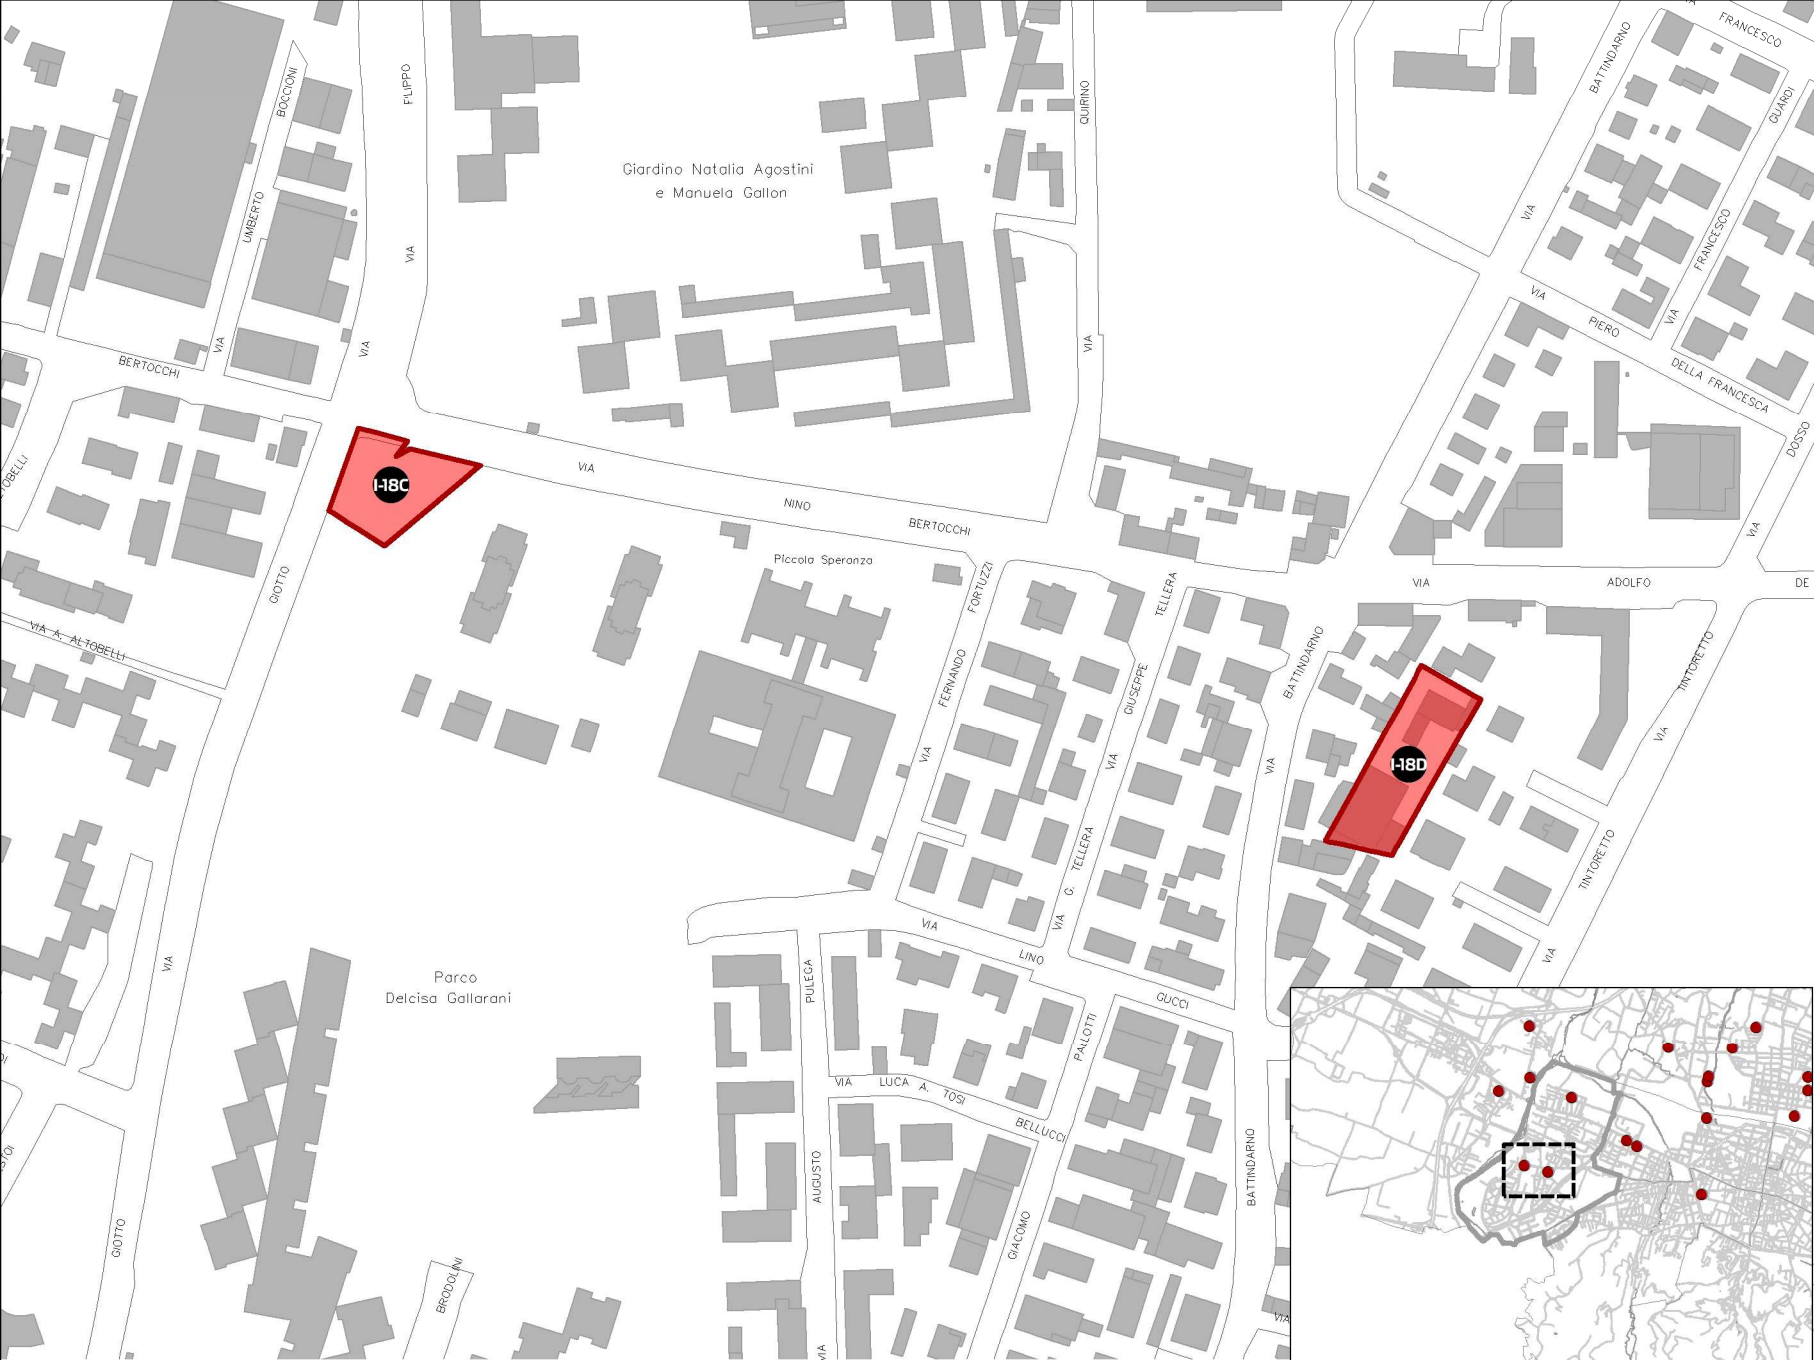 FRANCESCO
BATTINDARNO
FILIPPO
BOCCIONI
QUIRINO
GUARDI
Giardino Natalia Agostini
e Manuela Gallon
UMBERTO
VIA
VIA
FRANCESCO
VIA
PIERO
VIA
VIA
VIA
VIA
BERTOCCHI
DELLA FRANCESCA
DOSSO
VIA
I-18C
NINO
BERTOCCHI
VIA
Piccola Speranza
VIA
ADOLFO
DE
GIOTTO
FORTUZZI
TELLERA
VIA A. ALTOBELLI
BATTINDARNO
TINTORETTO
FERNANDO
GIUSEPPE
VIA
VIA
VIA
VIA
I-18D
TINTORETTO
G. TELLERA
VIA
VIA
LINO
GUCCI
VIA
VIA
PULEGA
Parco
Delcisa Gallarani
PALLOTTI
VIA LUCA A. TOSI
BELLUCCI
AUGUSTO
BATTINDARNO
GIOTTO
GIACOMO
BRODOLINI
VIA
VIA